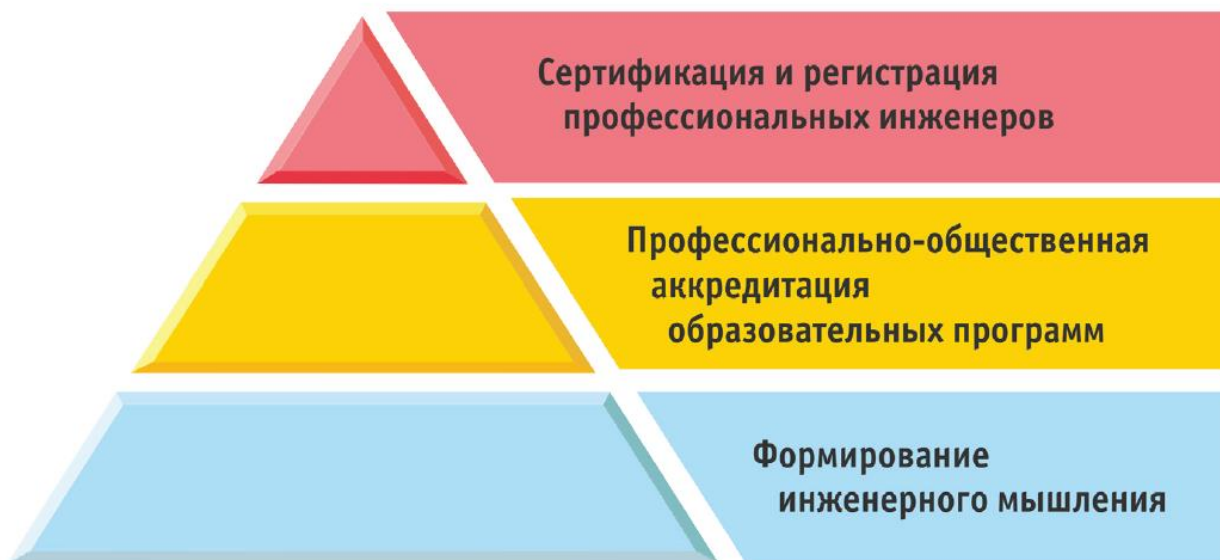 Сертификация и регистрация
профессиональных инженеров
Профессионально-общественная
аккредитация
образовательных программ
Формирование
инженерного мышления